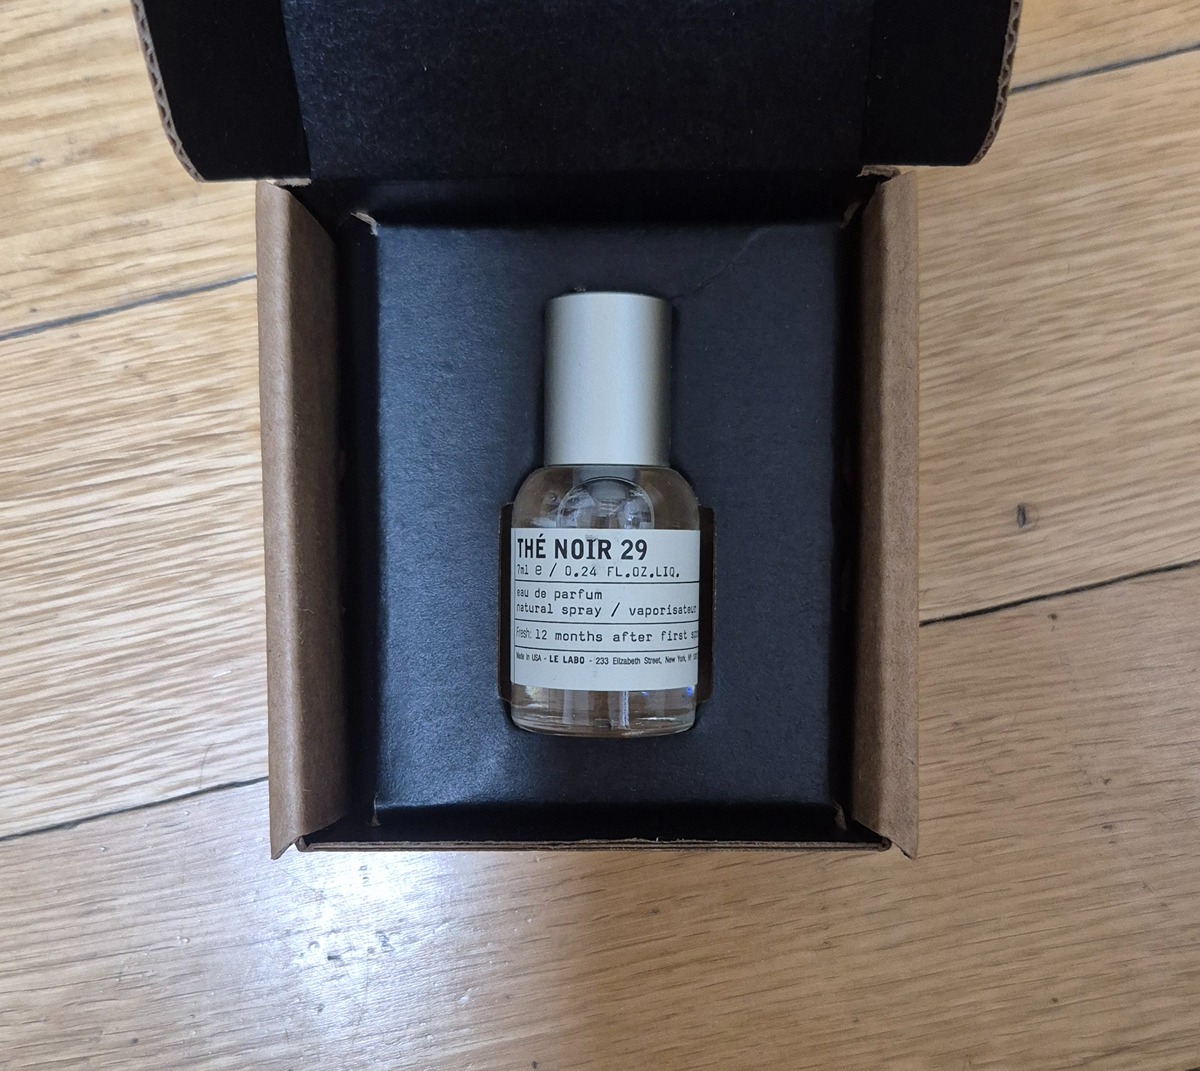 THÉ NOIR 29
7ml e / 0.24 FL.OZ.LIQ.
eau de parfum
natural spray / vaporisateur
Fresh: 12 months after first
Made in USA - LE LABO - 233 Elizabeth Street, New York, NY